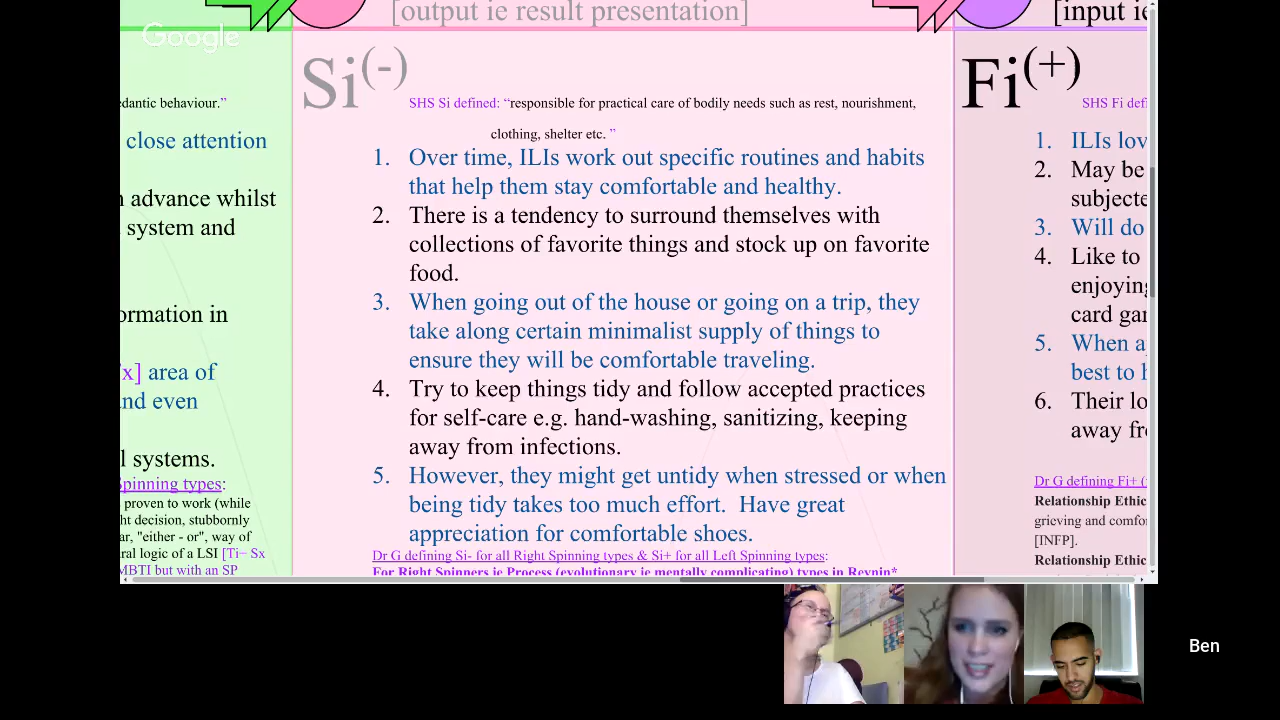 [output ie result presentation]
[input ie
Google
edantic behaviour.”
close attention
n advance whilst
system and
ormation in
x] area of
and even
l systems.
Spinning types:
proven to work (while
ht decision, stubbornly
ar, "either - or", way of
ral logic of a LSI [Ti− Sx
MBTI but with an SP
Si(-)
SHS Si defined: “responsible for practical care of bodily needs such as rest, nourishment,
clothing, shelter etc. ”
1. Over time, ILIs work out specific routines and habits
that help them stay comfortable and healthy.
2. There is a tendency to surround themselves with
collections of favorite things and stock up on favorite
food.
3. When going out of the house or going on a trip, they
take along certain minimalist supply of things to
ensure they will be comfortable traveling.
4. Try to keep things tidy and follow accepted practices
for self-care e.g. hand-washing, sanitizing, keeping
away from infections.
5. However, they might get untidy when stressed or when
being tidy takes too much effort. Have great
appreciation for comfortable shoes.
Dr G defining Si- for all Right Spinning types & Si+ for all Left Spinning types:
For Right Spinners ie Process (evolutionary ie mentally complicating) types in Reynin*
Fi(+)
SHS Fi defi
1. ILIs lov
2. May be
subjecte
3. Will do
4. Like to
enjoying
card gar
5. When a
best to h
6. Their lo
away fr
Dr G defining Fi+ (
Relationship Ethic
grieving and comfor
[INFP].
Relationship Ethic
Ben